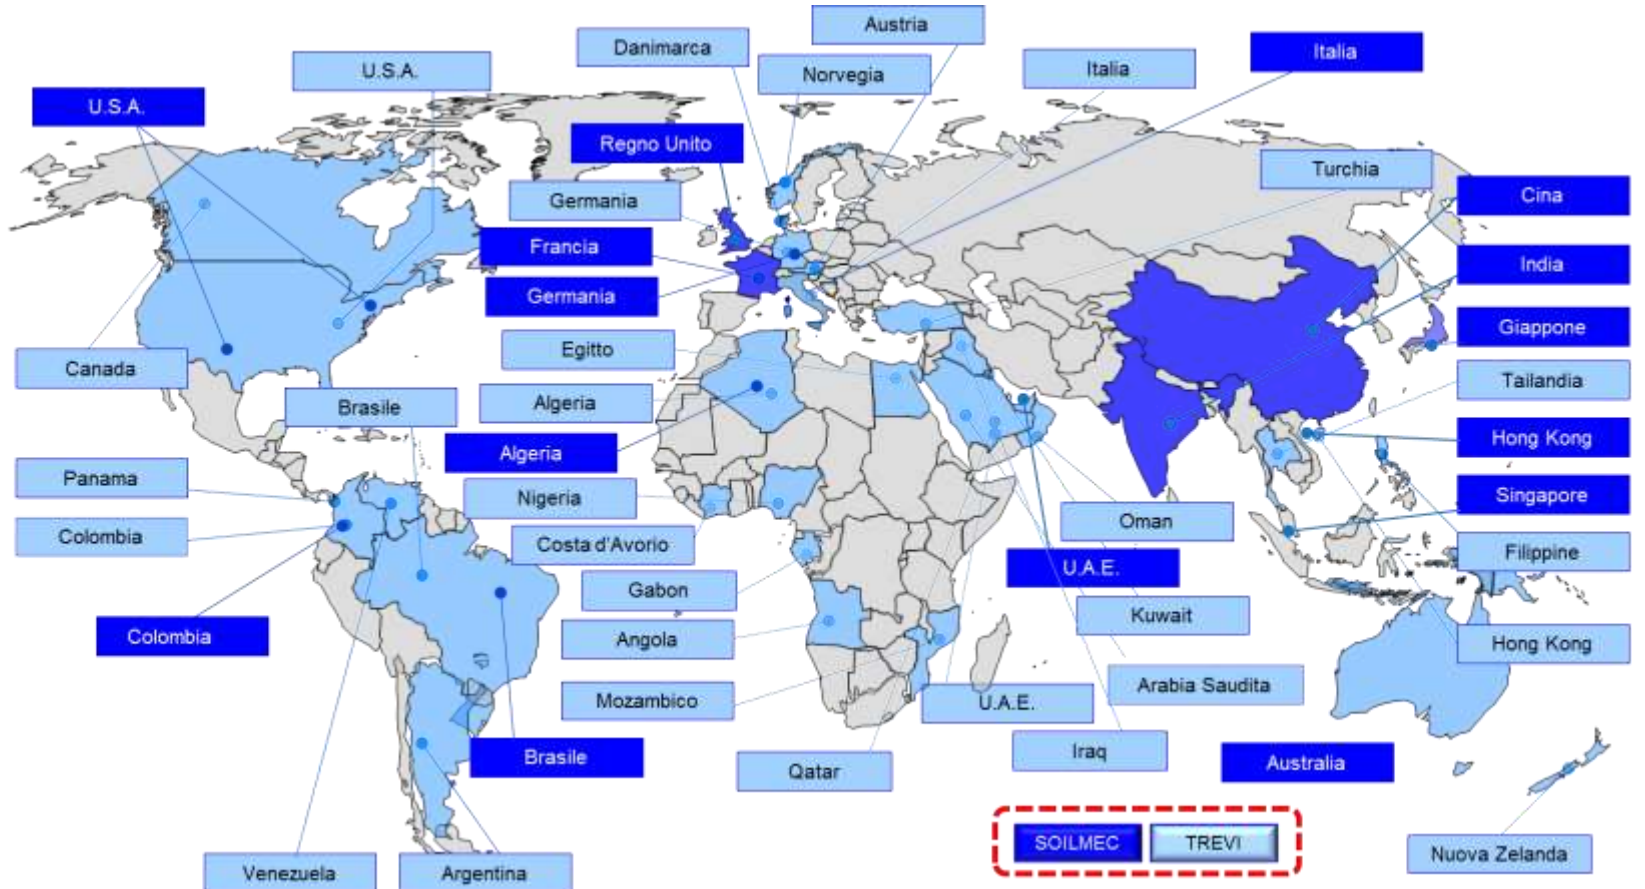 Austria
Danimarca
Italia
U.S.A.
Norvegia
Italia
U.S.A.
Regno Unito
Turchia
Germania
Cina
Francia
India
Germania
Giappone
Egitto
Canada
Tailandia
Brasile
Algeria
Hong Kong
Algeria
Panama
Nigeria
Singapore
Oman
Colombia
Costa d'Avorio
Filippine
U.A.E.
Gabon
Kuwait
Colombia
Angola
Hong Kong
Arabia Saudita
Mozambico
U.A.E.
Iraq
Brasile
Qatar
Australia
SOILMEC
TREVI
Nuova Zelanda
Venezuela
Argentina